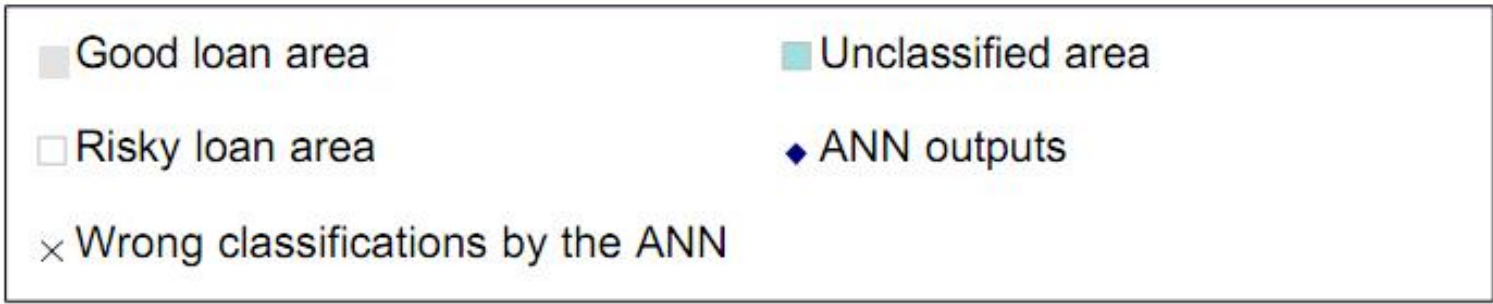 Good loan area
Unclassified area
Risky loan area
ANN outputs
Wrong classifications by the ANN